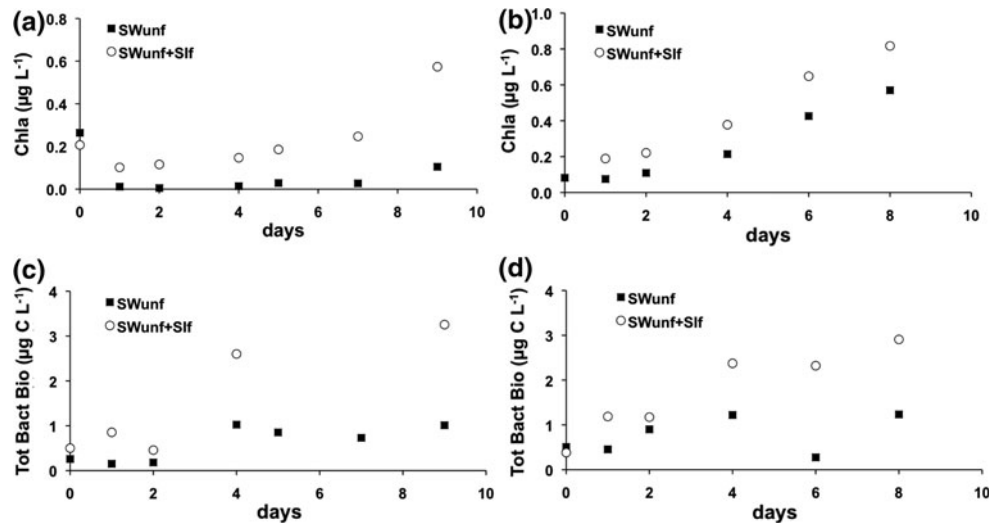 (a)
0.8
0.6
0.4
0.2
0.0
Chla (µg L-1)
SWunf
SWunf+SIf
0 2 4 6 8 10
days
(b)
1.0
0.8
0.6
0.4
0.2
0.0
Chla (µg L-1)
SWunf
SWunf+SIf
0 2 4 6 8 10
days
(c)
4
3
2
1
0
Tot Bact Bio (µg C L-1)
SWunf
SWunf+SIf
0 2 4 6 8 10
days
(d)
4
3
2
1
0
Tot Bact Bio (µg C L-1)
SWunf
SWunf+SIf
0 2 4 6 8 10
days